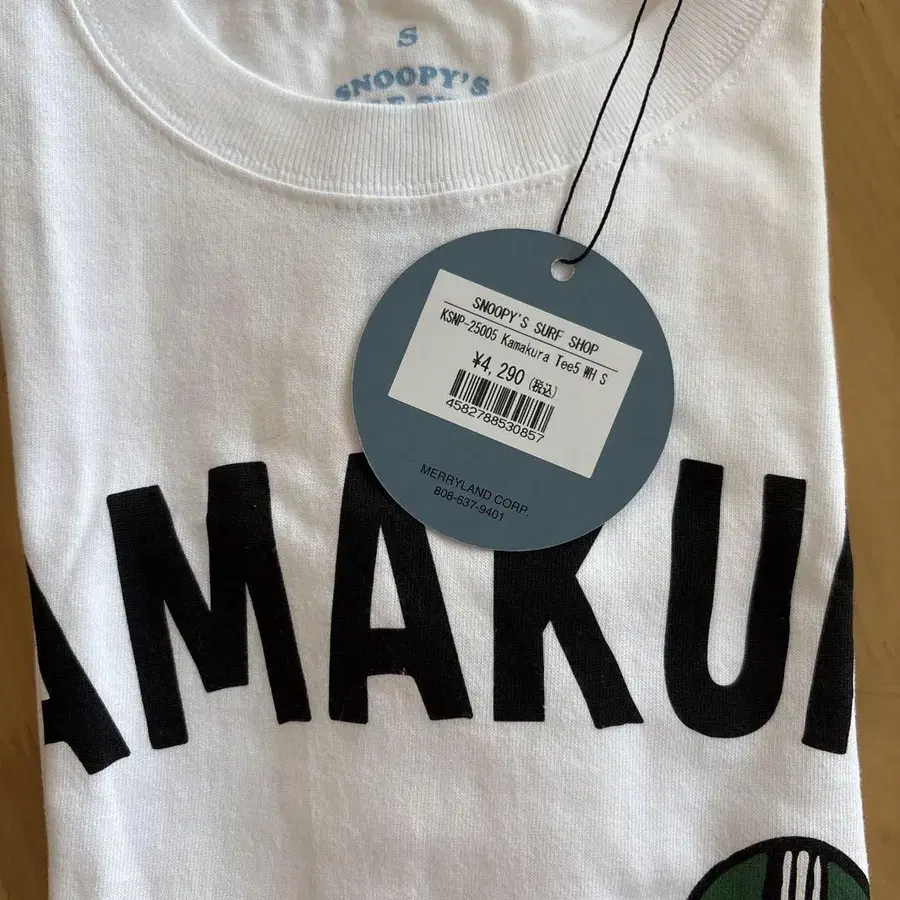 S
SNOOPY'S
SNOOPY'S SURF SHOP
KSNP-25005 Kamakura Tee5 WH S
¥4,290 (税込)
4582788530857
MERRYLAND CORP.
808-637-9401
AMAKU